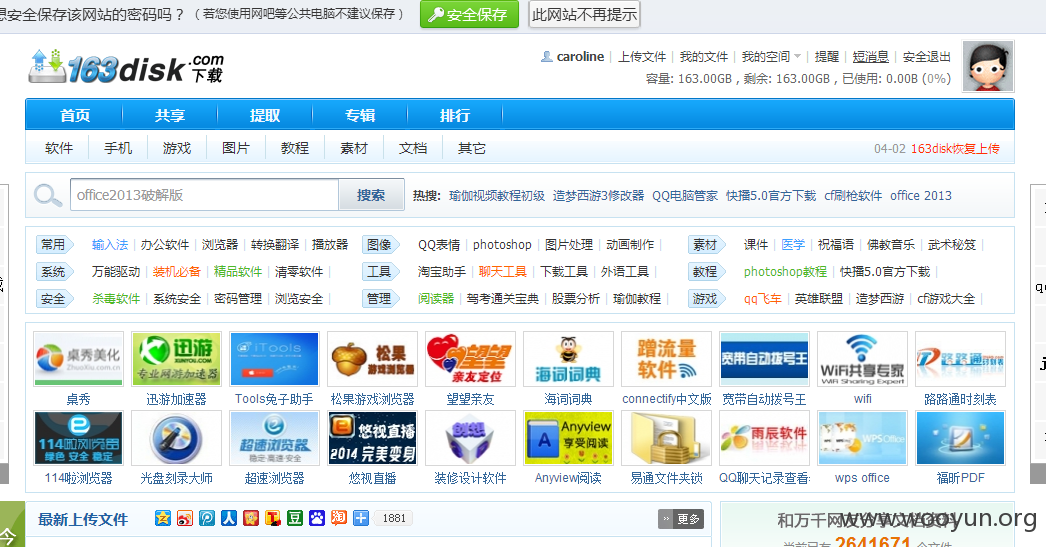 想安全保存该网站的密码吗？（若您使用网吧等公共电脑不建议保存） 安全保存 此网站不再提示
163disk.com下载
caroline 上传文件 我的文件 我的空间 提醒 短消息 安全退出
容量: 163.00GB , 剩余: 163.00GB , 已使用: 0.00B (0%)
首页 共享 提取 专辑 排行
软件 手机 游戏 图片 教程 素材 文档 其它 04-02 163disk恢复上传
office2013破解版 搜索 热搜: 瑜伽视频教程初级 造梦西游3修改器 QQ电脑管家 快播5.0官方下载 cf刷枪软件 office 2013
常用 输入法 办公软件 浏览器 转换翻译 播放器 图像 QQ表情 photoshop 图片处理 动画制作 素材 课件 医学 祝福语 佛教音乐 武术秘笈
系统 万能驱动 装机必备 精品软件 清零软件 工具 淘宝助手 聊天工具 下载工具 外语工具 教程 photoshop教程 快播5.0官方下载
安全 杀毒软件 系统安全 密码管理 浏览安全 管理 阅读器 驾考通关宝典 股票分析 瑜伽教程 游戏 qq飞车 英雄联盟 造梦西游 cf游戏大全
桌秀美化 ZhuoXiu.com.cn 迅游 XUNYOU.COM 专业网游加速器 iTools 松果游戏浏览器 望望亲友定位 海词词典 蹭流量软件 宽带自动拨号王 WiFi共享专家 WiFi Sharing Expert 路路通
桌秀 迅游加速器 Tools兔子助手 松果游戏浏览器 望望亲友 海词词典 connectify中文版 宽带自动拨号王 wifi 路路通时刻表
114啦浏览器 绿色 安全 稳定 超速浏览器 稳定·高速·安全 悠视直播 2014 完美变身 创想 Anyview 享受阅读 雨辰软件 WPSOffice
114啦浏览器 光盘刻录大师 超速浏览器 悠视直播 装修设计软件 Anyview阅读 易通文件夹锁 QQ聊天记录查看 wps office 福昕PDF
今 最新上传文件 1881 更多 和万千网友分享文档资料
当前已有 2641671 个文件
www.wooyun.org